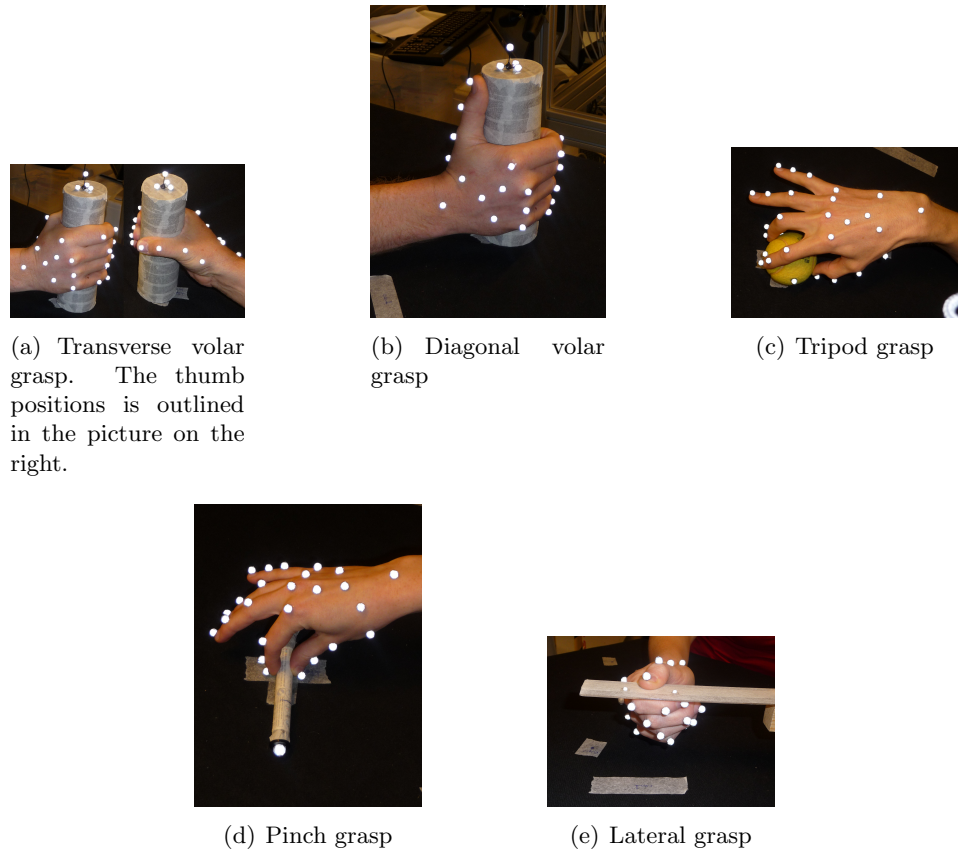 (a) Transverse volar
grasp. The thumb
positions is outlined
in the picture on the
right.
(b) Diagonal volar
grasp
(c) Tripod grasp
(d) Pinch grasp
(e) Lateral grasp